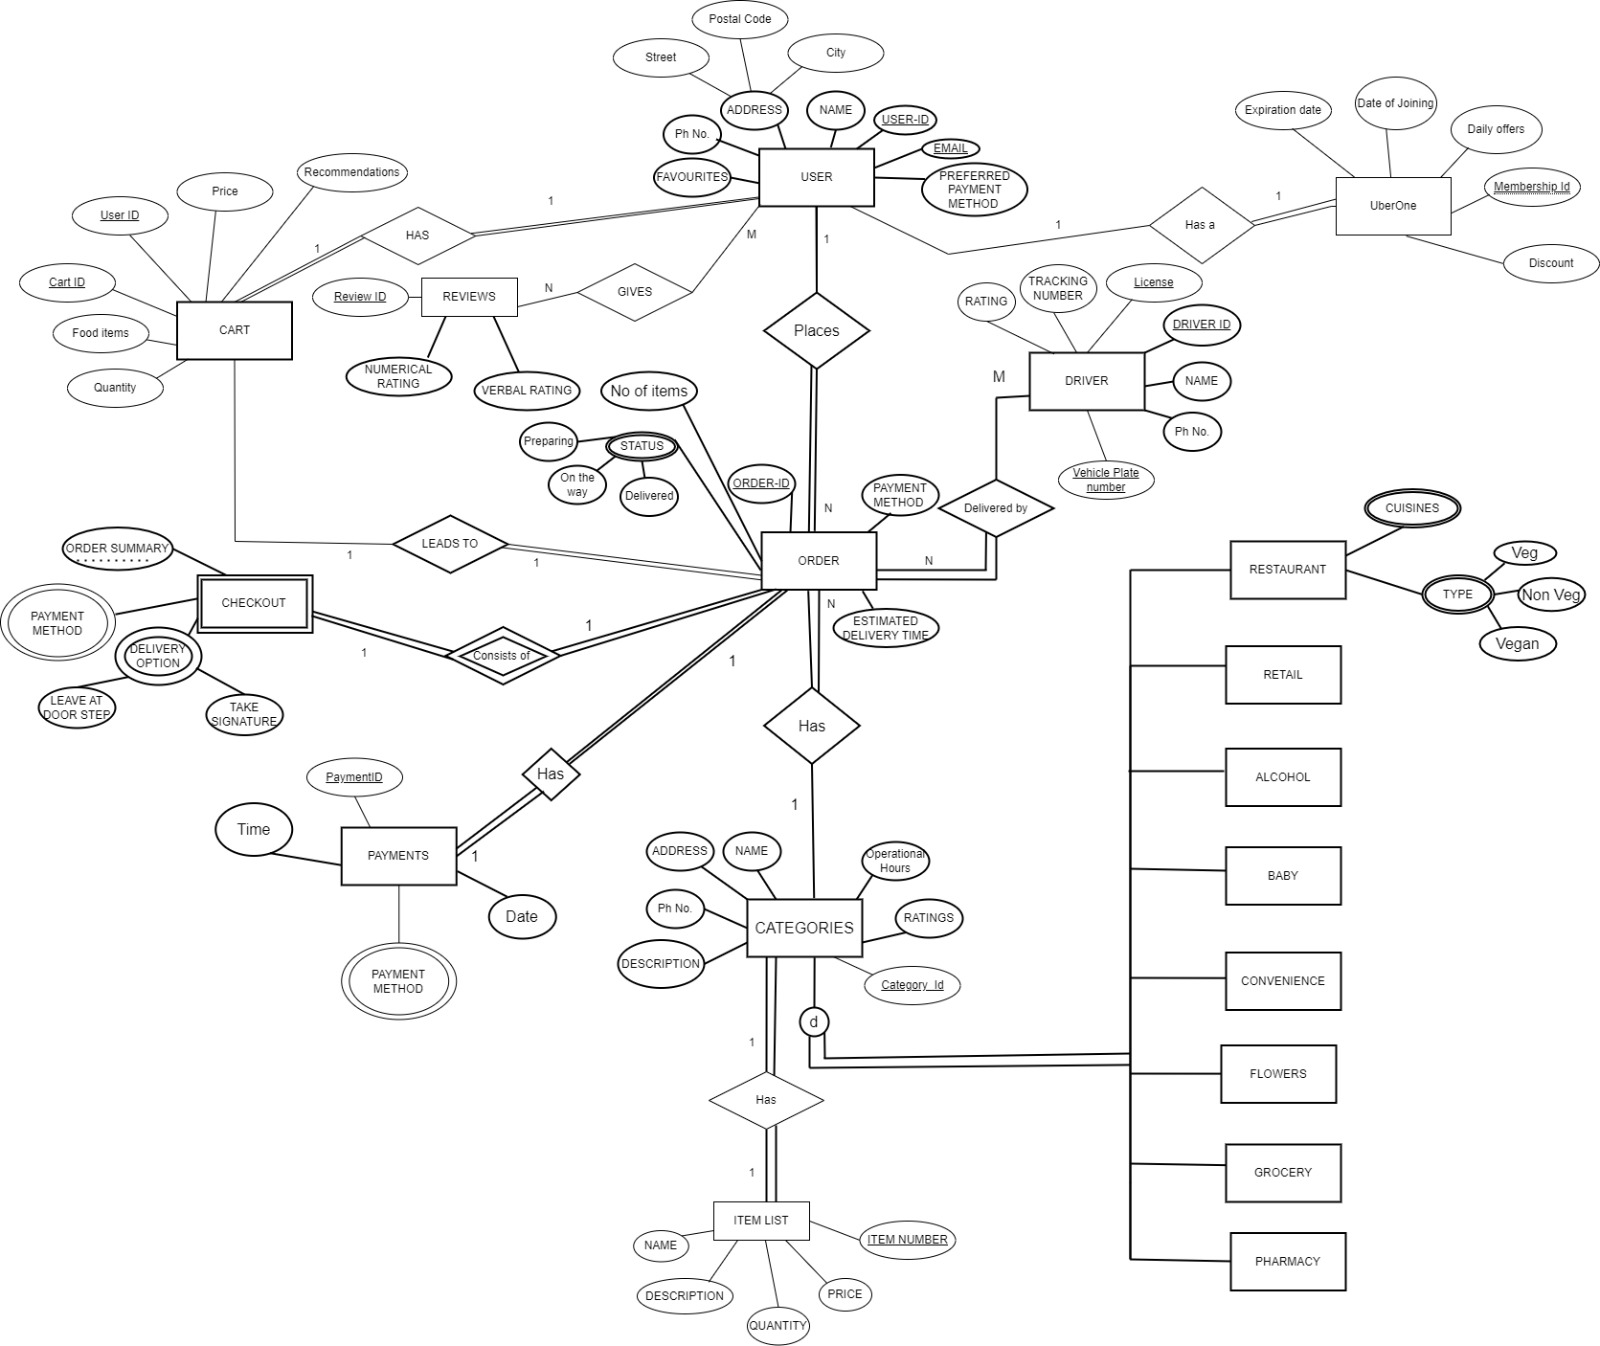 Postal Code
Street
City
ADDRESS
NAME
USER-ID
Ph No.
EMAIL
FAVOURITES
USER
PREFERRED
PAYMENT
METHOD
Expiration date
Date of Joining
Daily offers
Membership Id
UberOne
Discount
1
Has a
1
Recommendations
Price
User ID
Cart ID
Food items
Quantity
CART
1
HAS
1
M
1
Review ID
REVIEWS
N
GIVES
NUMERICAL
RATING
VERBAL RATING
Places
RATING
TRACKING
NUMBER
License
DRIVER ID
DRIVER
NAME
Ph No.
Vehicle Plate
number
M
No of items
Preparing
STATUS
On the
way
Delivered
ORDER-ID
PAYMENT
METHOD
N
Delivered by
N
ORDER
N
ESTIMATED
DELIVERY TIME
1
LEADS TO
1
ORDER SUMMARY
CHECKOUT
PAYMENT
METHOD
DELIVERY
OPTION
LEAVE AT
DOOR STEP
TAKE
SIGNATURE
1
Consists of
1
1
Has
1
PaymentID
Time
PAYMENTS
Date
PAYMENT
METHOD
Has
1
ADDRESS
NAME
Operational
Hours
Ph No.
RATINGS
CATEGORIES
DESCRIPTION
Category_Id
d
1
Has
1
ITEM LIST
NAME
ITEM NUMBER
DESCRIPTION
PRICE
QUANTITY
CUISINES
RESTAURANT
TYPE
Veg
Non Veg
Vegan
RETAIL
ALCOHOL
BABY
CONVENIENCE
FLOWERS
GROCERY
PHARMACY